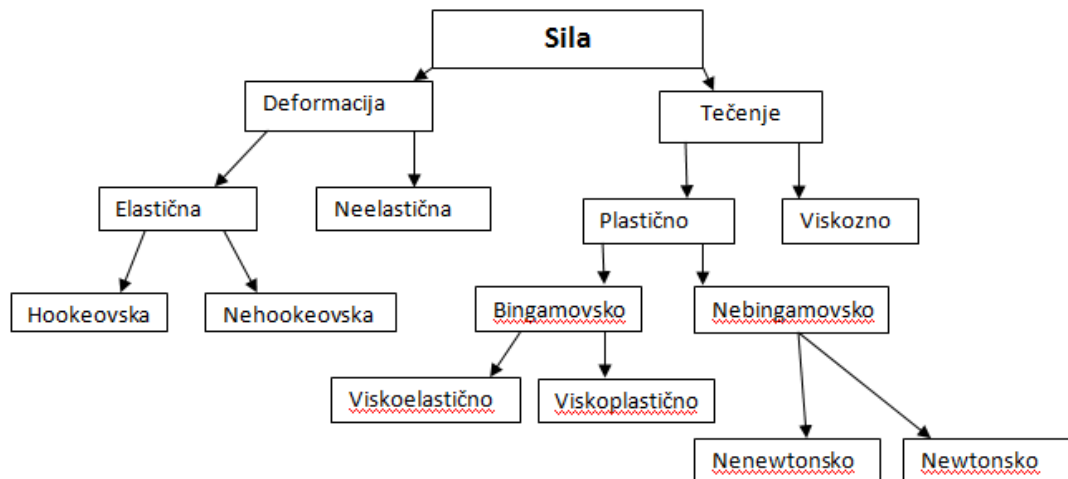 Sila
Deformacija
Tečenje
Elastična
Neelastična
Plastično
Viskozno
Hookeovska
Nehookeovska
Bingamovsko
Nebingamovsko
Viskoelastično
Viskoplastično
Nenewtonsko
Newtonsko